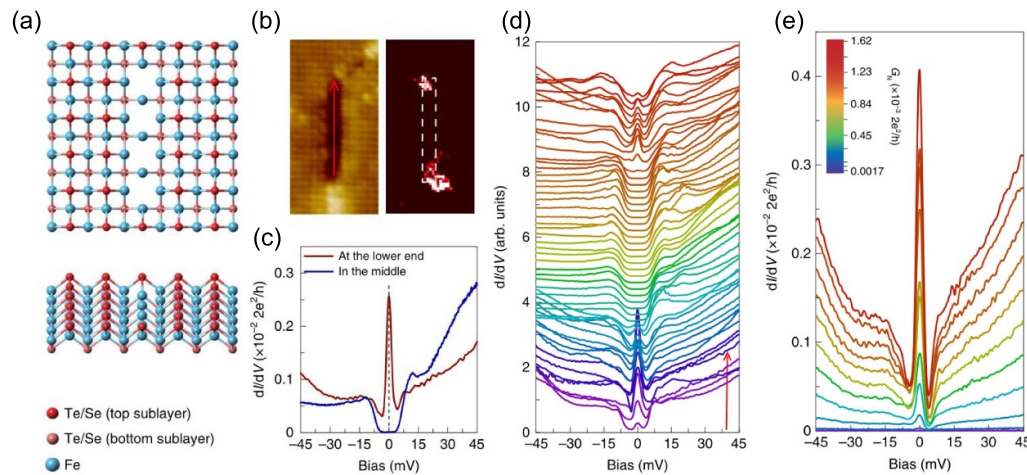 (a)
Te/Se (top sublayer)
Te/Se (bottom sublayer)
Fe
(b)
(c)
At the lower end
In the middle
0.3
0.2
0.1
0
dI/dV (×10⁻² 2e²/h)
−45 −30 −15 0 15 30 45
Bias (mV)
(d)
12
10
8
6
4
2
0
dI/dV (arb. units)
−45 −30 −15 0 15 30 45
Bias (mV)
(e)
1.62
1.84
0.84
0.45
0.0017
G_N (×10⁻³ 2e²/h)
0.4
0.3
0.2
0.1
0
dI/dV (×10⁻² 2e²/h)
−45 −30 −15 0 15 30 45
Bias (mV)